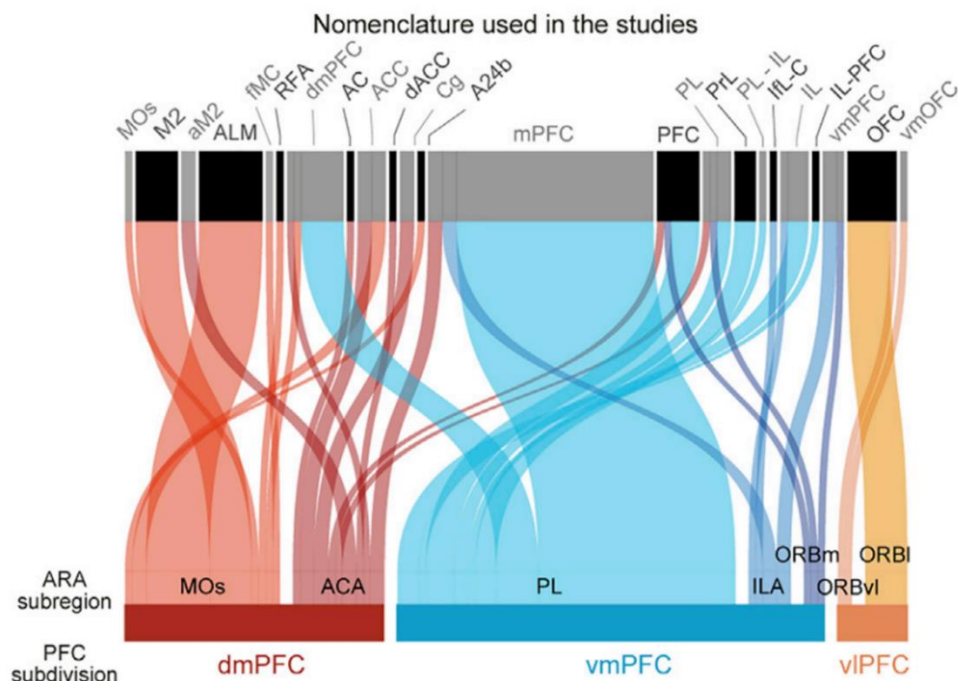 Nomenclature used in the studies
MOs
M2
aM2
ALM
fMC
RFA
dmPFC
AC
ACC
dACC
Cg
A24b
mPFC
PFC
PL
PrL
PL - IL
IfL-C
IL
IL-PFC
vmPFC
OFC
vmOFC
ARA
subregion
MOs
ACA
PL
ILA
ORBm
ORBvl
ORBl
PFC
subdivision
dmPFC
vmPFC
vlPFC